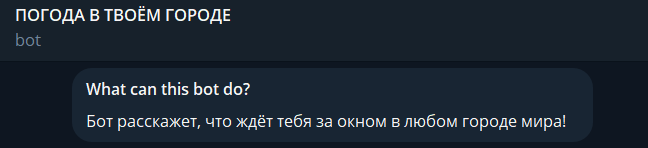 ПОГОДА В ТВОЁМ ГОРОДЕ
bot
What can this bot do?
Бот расскажет, что ждёт тебя за окном в любом городе мира!